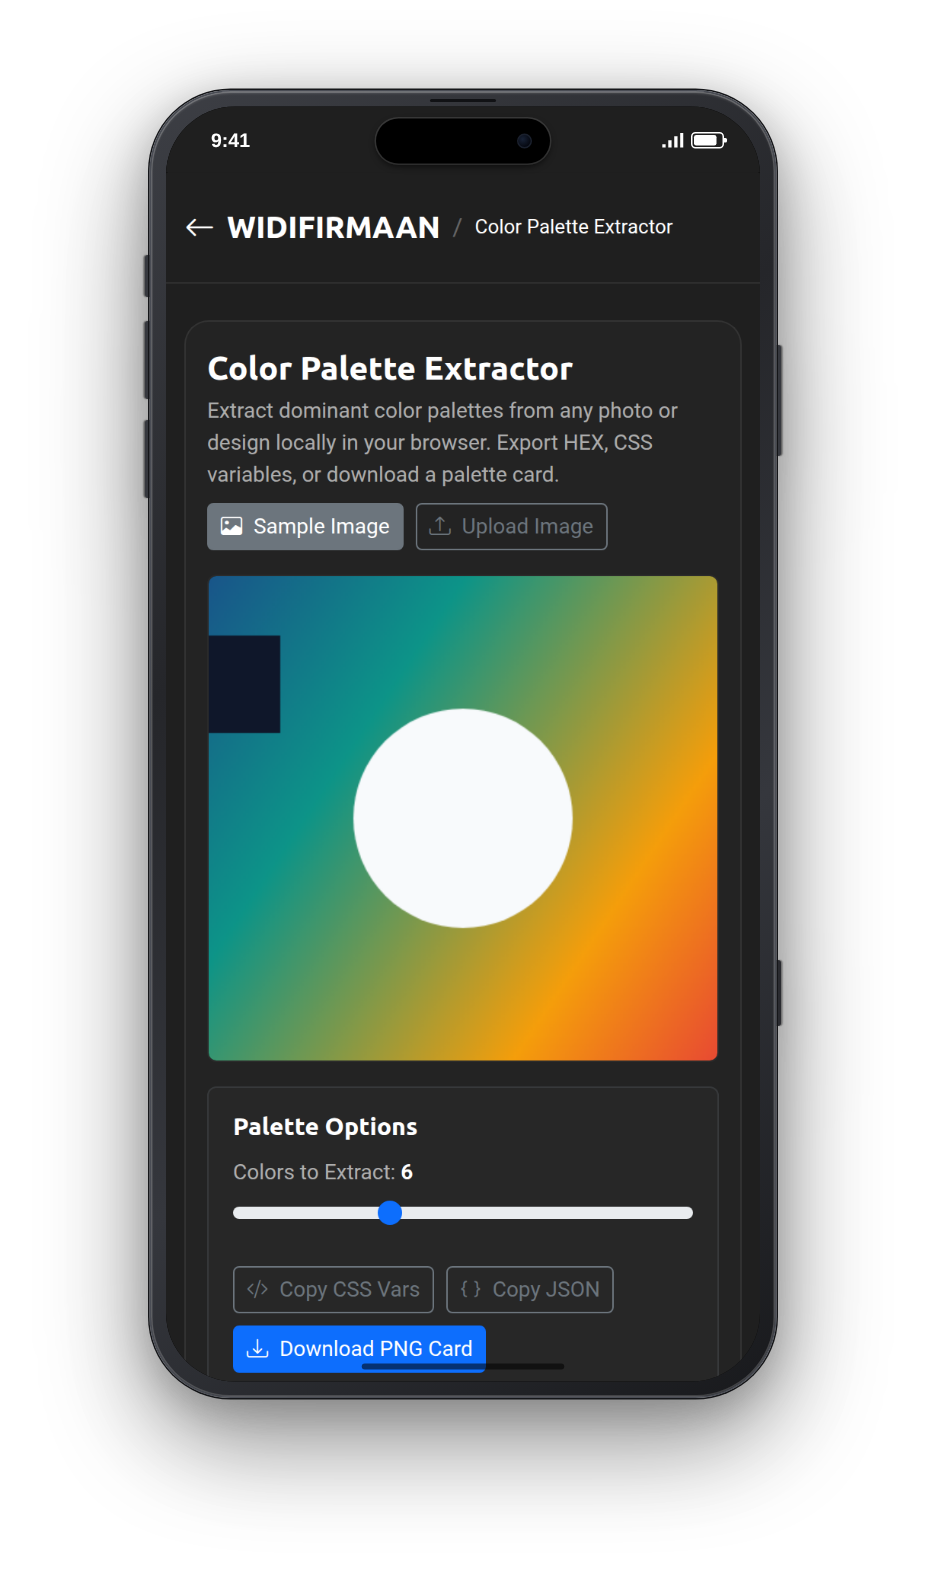 9:41
WIDIFIRMAAN / Color Palette Extractor
Color Palette Extractor
Extract dominant color palettes from any photo or
design locally in your browser. Export HEX, CSS
variables, or download a palette card.
Sample Image Upload Image
Palette Options
Colors to Extract: 6
</> Copy CSS Vars { } Copy JSON
Download PNG Card